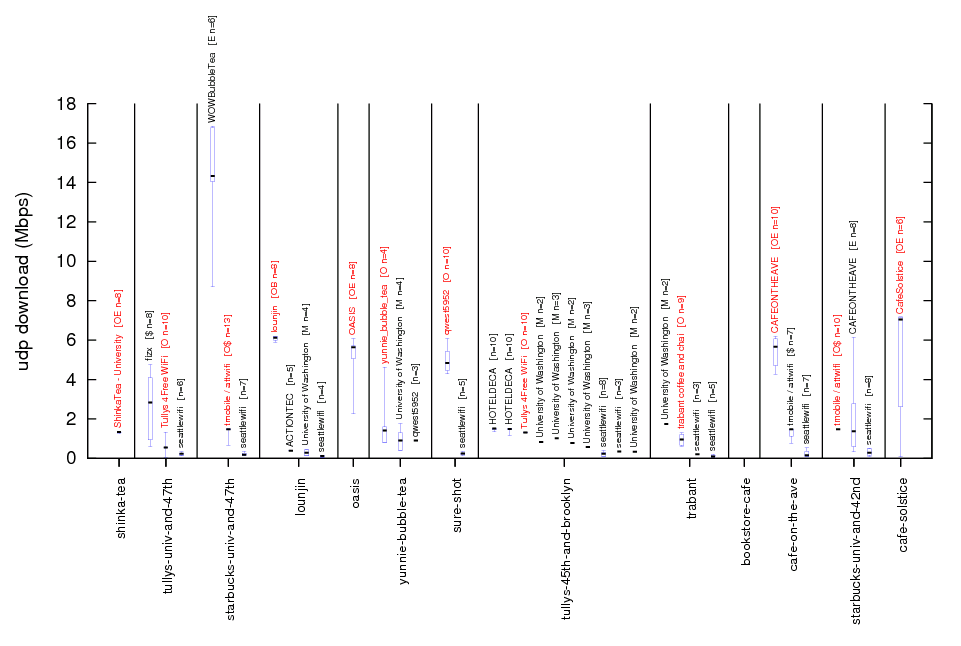 udp download (Mbps)
18
16
14
12
10
8
6
4
2
0
ShinkaTea - University [OE n=8]
fizx [$ n=8]
Tullys 4Free WiFi [O n=10]
seattlewifi [n=6]
WOWBubbleTea [E n=6]
tmobile / attwifi [O$ n=13]
seattlewifi [n=7]
lounjin [OB n=8]
ACTIONTEC [n=5]
University of Washington [M n=4]
seattlewifi [n=4]
OASIS [OE n=8]
yunnie_bubble_tea [O n=4]
University of Washington [M n=4]
qwest5952 [n=3]
qwest5952 [O n=10]
seattlewifi [n=5]
HOTELDECA [n=10]
HOTELDECA [n=10]
Tullys 4Free WiFi [O n=10]
University of Washington [M n=2]
University of Washington [M n=3]
University of Washington [M n=2]
University of Washington [M n=3]
seattlewifi [n=8]
seattlewifi [n=3]
University of Washington [M n=2]
University of Washington [M n=2]
trabant coffee and chai [O n=9]
seattlewifi [n=3]
seattlewifi [n=5]
CAFEONTHEAVE [OE n=10]
tmobile / attwifi [$ n=7]
seattlewifi [n=7]
tmobile / attwifi [O$ n=10]
CAFEONTHEAVE [E n=8]
seattlewifi [n=8]
CafeSolstice [OE n=6]
shinka-tea
tullys-univ-and-47th
starbucks-univ-and-47th
lounjin
oasis
yunnie-bubble-tea
sure-shot
tullys-45th-and-brooklyn
trabant
bookstore-cafe
cafe-on-the-ave
starbucks-univ-and-42nd
cafe-solstice